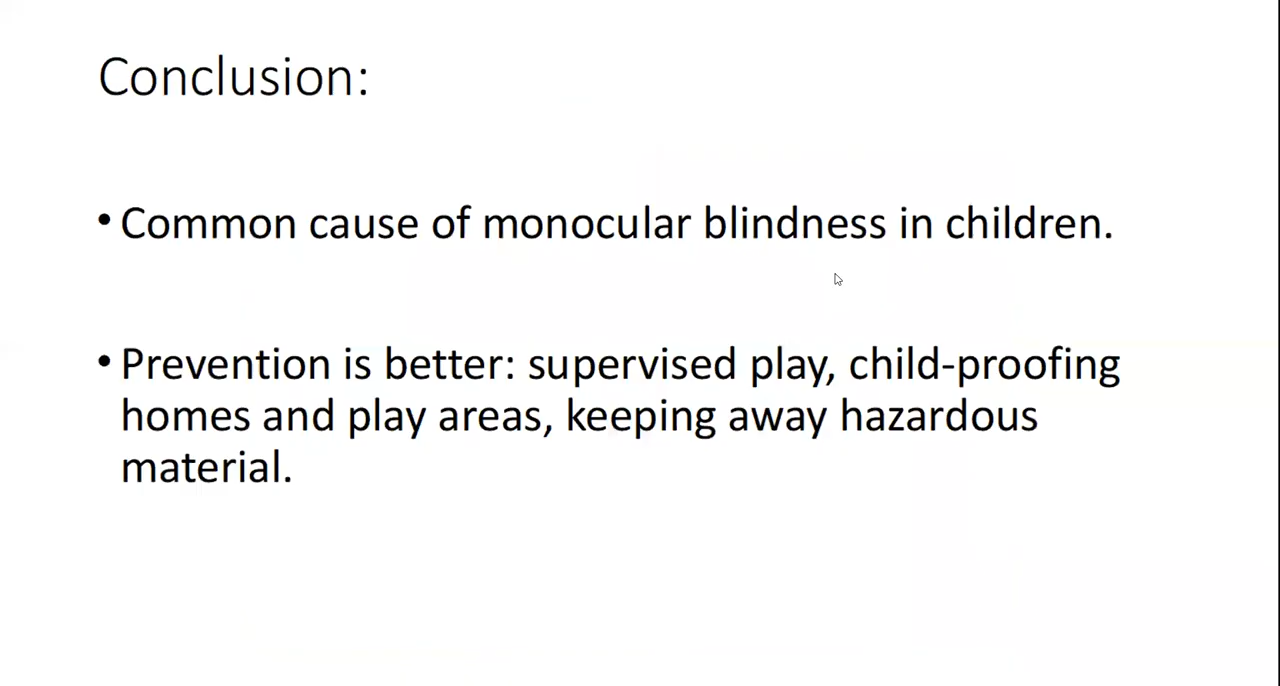 Conclusion:
• Common cause of monocular blindness in children.
• Prevention is better: supervised play, child-proofing
homes and play areas, keeping away hazardous
material.